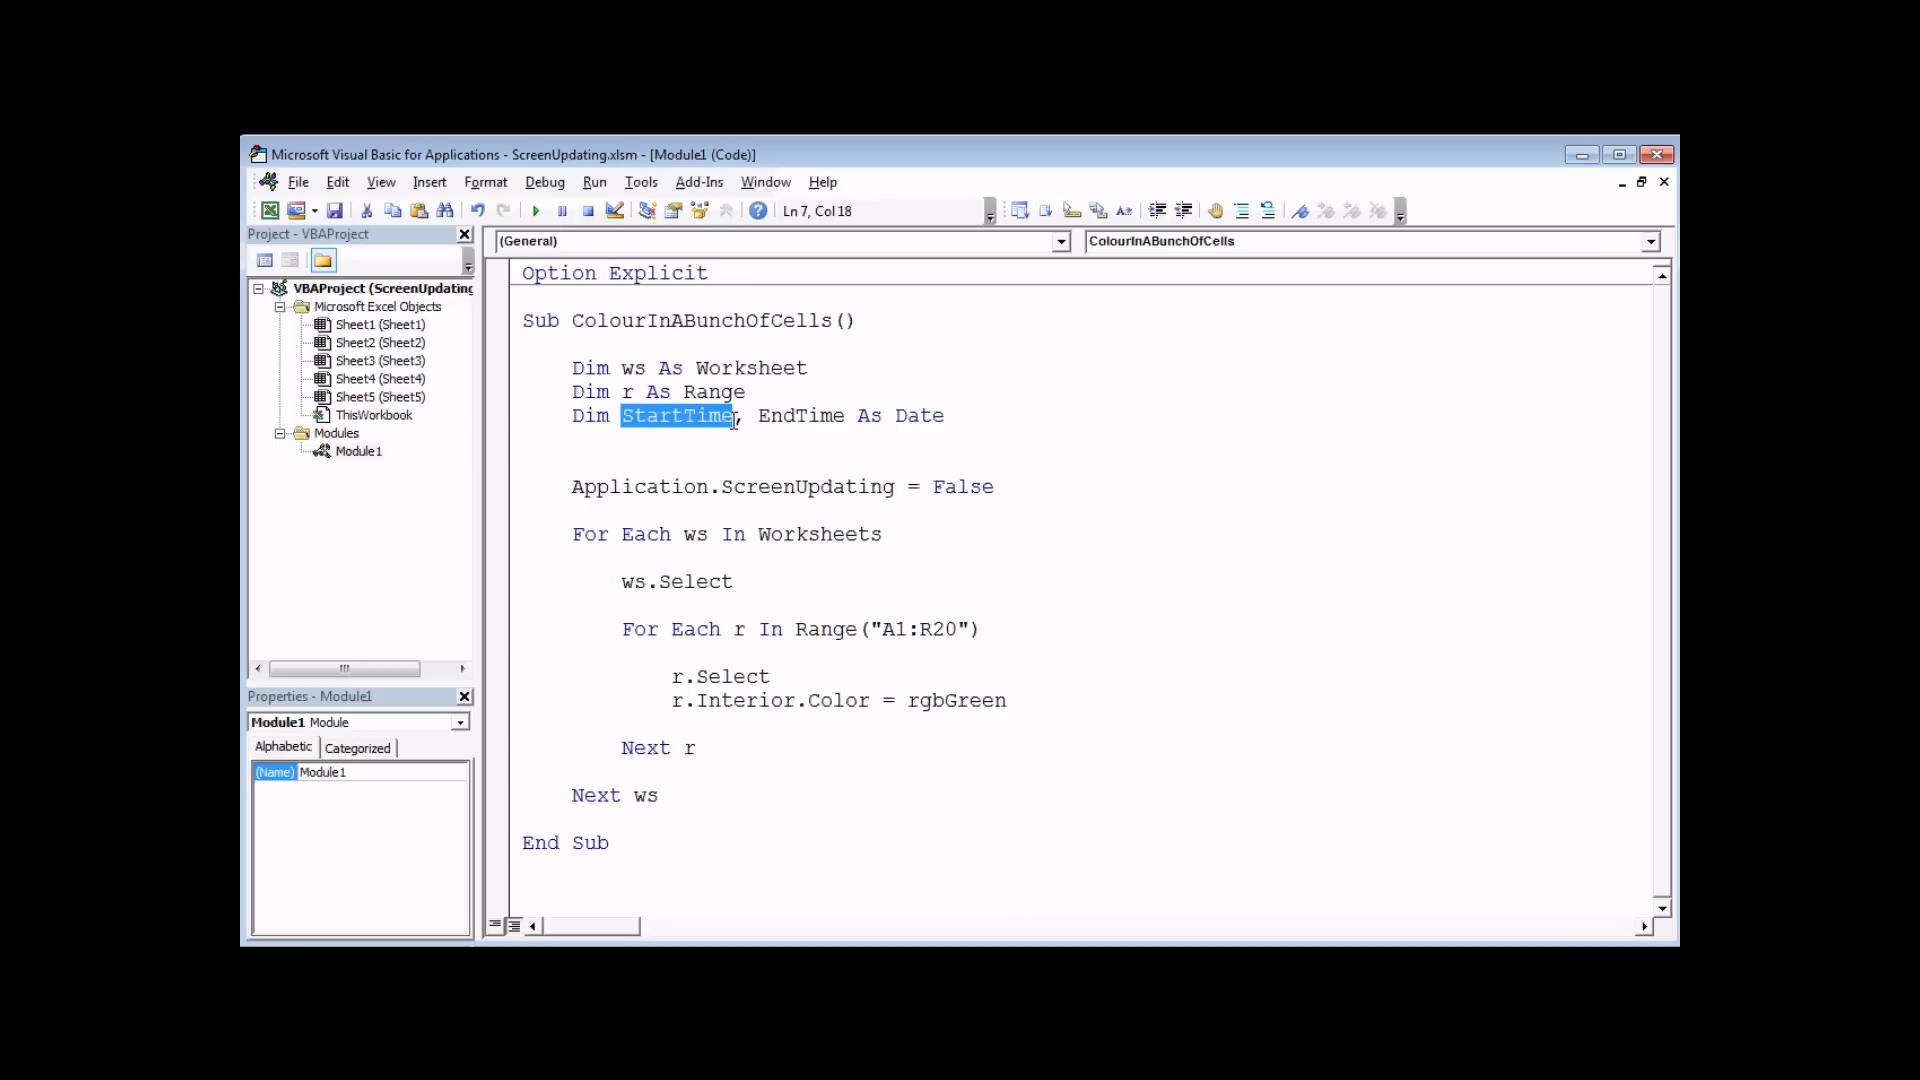 Microsoft Visual Basic for Applications - ScreenUpdating.xlsm - [Module1 (Code)]
File Edit View Insert Format Debug Run Tools Add-Ins Window Help
Ln 7, Col 18
Project - VBAProject
(General)
ColourInABunchOfCells
VBAProject (ScreenUpdating
Microsoft Excel Objects
Sheet1 (Sheet1)
Sheet2 (Sheet2)
Sheet3 (Sheet3)
Sheet4 (Sheet4)
Sheet5 (Sheet5)
ThisWorkbook
Modules
Module1
Properties - Module1
Module1 Module
Alphabetic Categorized
(Name) Module1
Option Explicit
Sub ColourInABunchOfCells()
Dim ws As Worksheet
Dim r As Range
Dim StartTime, EndTime As Date
Application.ScreenUpdating = False
For Each ws In Worksheets
ws.Select
For Each r In Range("A1:R20")
r.Select
r.Interior.Color = rgbGreen
Next r
Next ws
End Sub